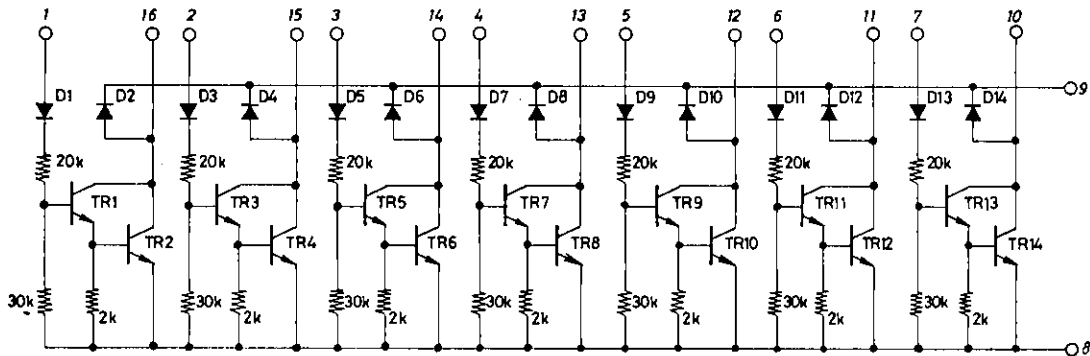 1 16 2 15 3 14 4 13 5 12 6 11 7 10
D1 D2 D3 D4 D5 D6 D7 D8 D9 D10 D11 D12 D13 D14 9
20k 20k 20k 20k 20k 20k 20k
TR1 TR3 TR5 TR7 TR9 TR11 TR13
TR2 TR4 TR6 TR8 TR10 TR12 TR14
30k 2k 30k 2k 30k 2k 30k 2k 30k 2k 30k 2k 30k 2k
8